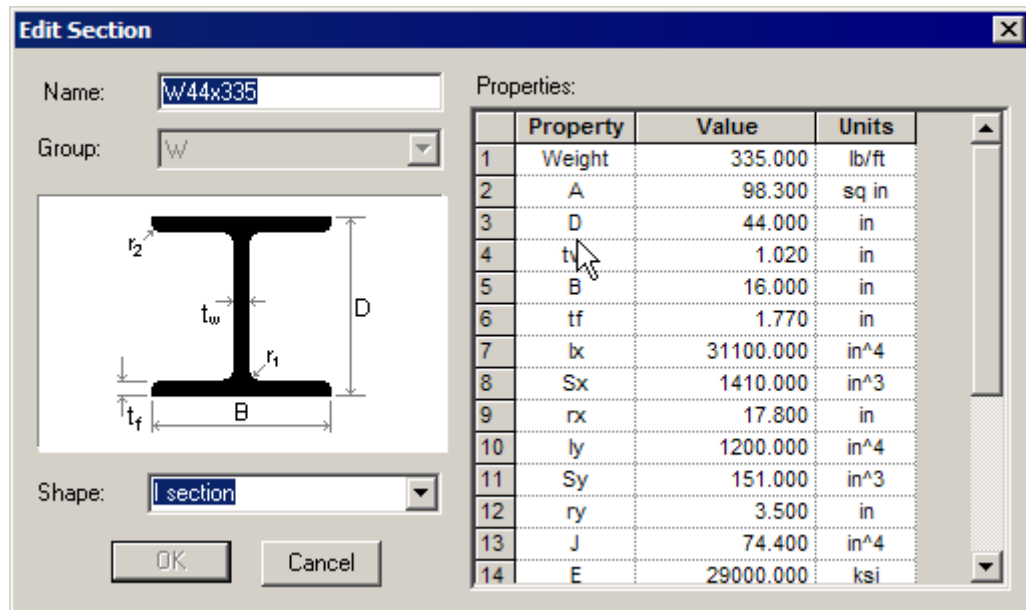 Edit Section
Name: W44x335
Group: W
r2
tw
D
r1
tf
B
Shape: I section
OK Cancel
Properties:
Property Value Units
1 Weight 335.000 lb/ft
2 A 98.300 sq in
3 D 44.000 in
4 1.020 in
5 B 16.000 in
6 tf 1.770 in
7 Ix 31100.000 in^4
8 Sx 1410.000 in^3
9 rx 17.800 in
10 Iy 1200.000 in^4
11 Sy 151.000 in^3
12 ry 3.500 in
13 J 74.400 in^4
14 E 29000.000 ksi